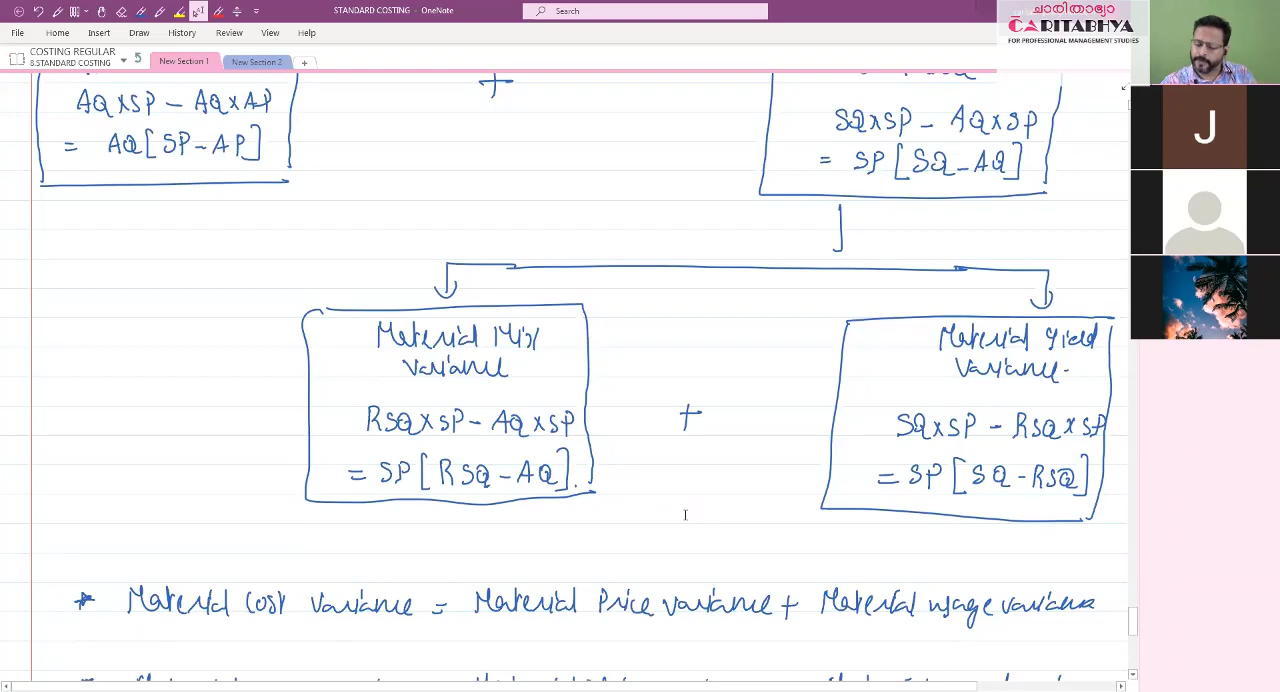 STANDARD COSTING - OneNote
Search
ചാരിതാഭ്യാ
CARITABHYA
FOR PROFESSIONAL MANAGEMENT STUDIES
File Home Insert Draw History Review View Help
COSTING REGULAR
8.STANDARD COSTING
5
New Section 1
New Section 2
+
J
AQ×SP - AQ×AP
= AQ[SP-AP]
+
SQ×SP - AQ×SP
= SP[SQ-AQ]
Material Mix
variance
RSQ×SP - AQ×SP
= SP[RSQ-AQ].
+
Material Yield
Variance.
SQ×SP - RSQ×SP
= SP[SQ-RSQ]
* Material Cost variance = Material Price variance + Material usage variance